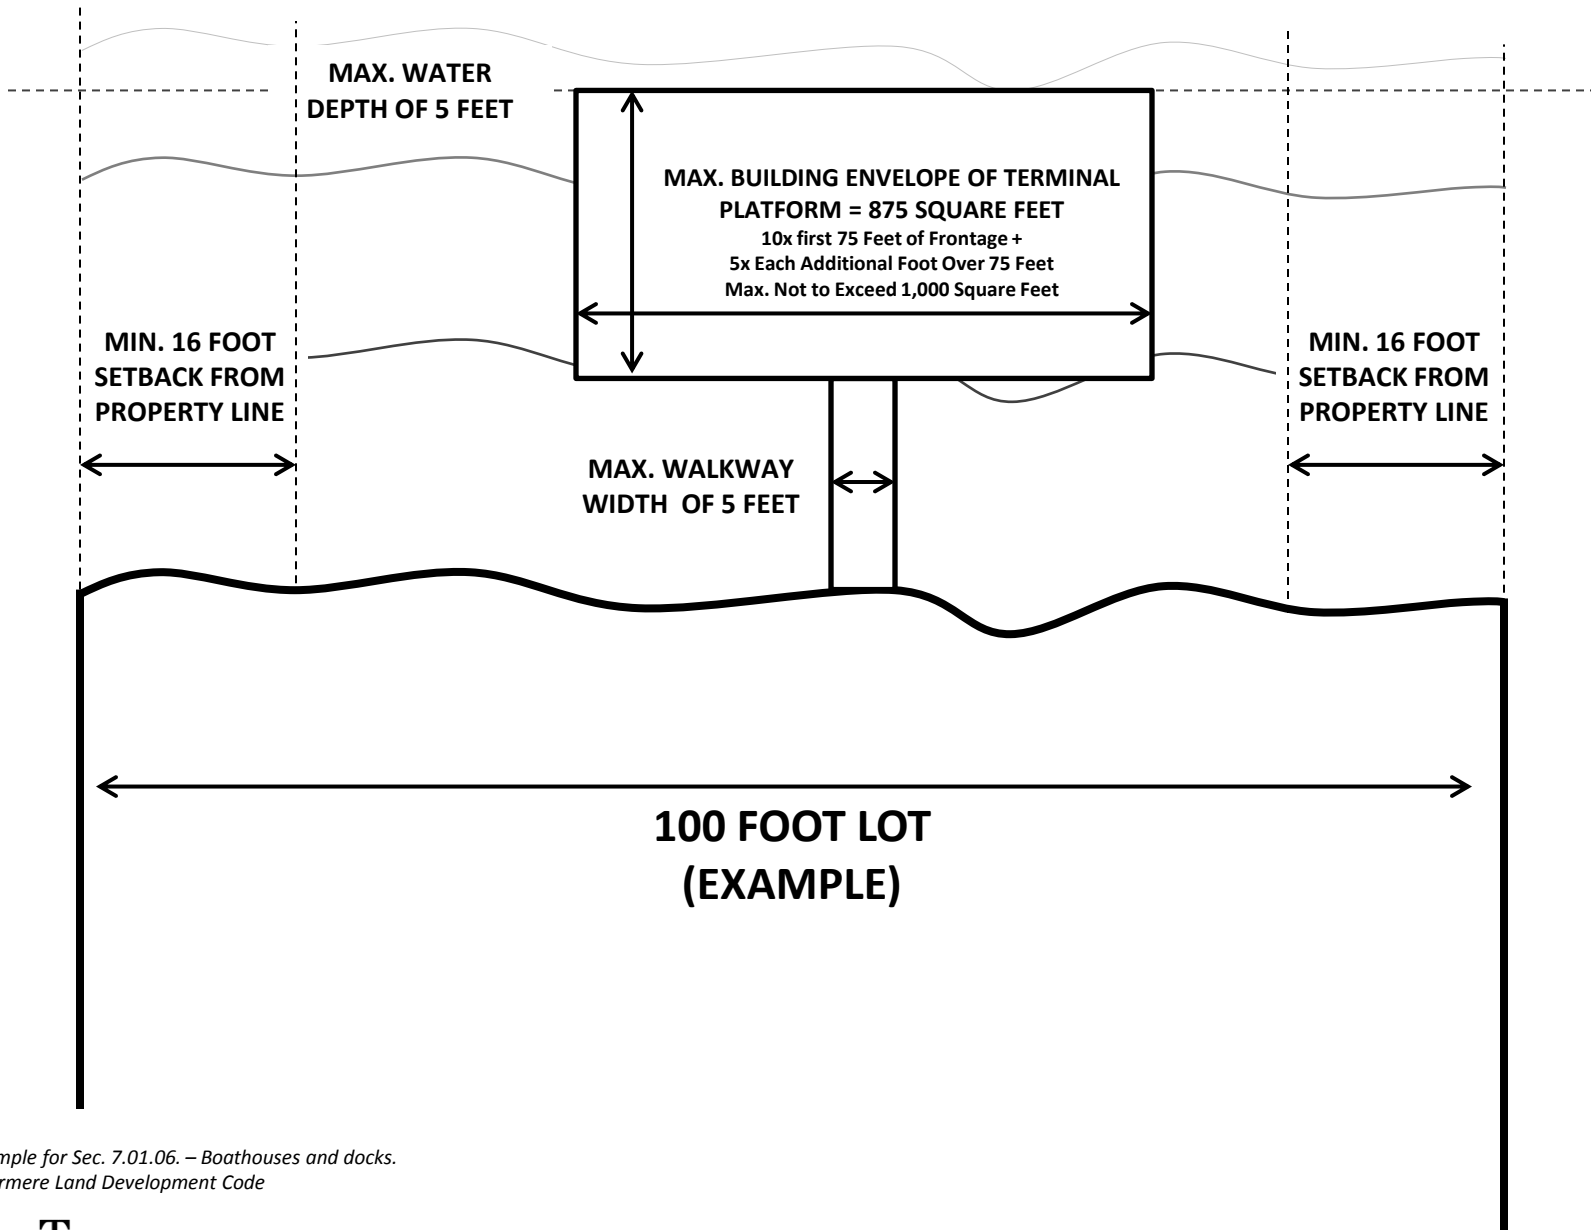 MAX. WATER
DEPTH OF 5 FEET
MAX. BUILDING ENVELOPE OF TERMINAL
PLATFORM = 875 SQUARE FEET
10x first 75 Feet of Frontage +
5x Each Additional Foot Over 75 Feet
Max. Not to Exceed 1,000 Square Feet
MIN. 16 FOOT
SETBACK FROM
PROPERTY LINE
MIN. 16 FOOT
SETBACK FROM
PROPERTY LINE
MAX. WALKWAY
WIDTH OF 5 FEET
100 FOOT LOT
(EXAMPLE)
mple for Sec. 7.01.06. – Boathouses and docks.
rmere Land Development Code